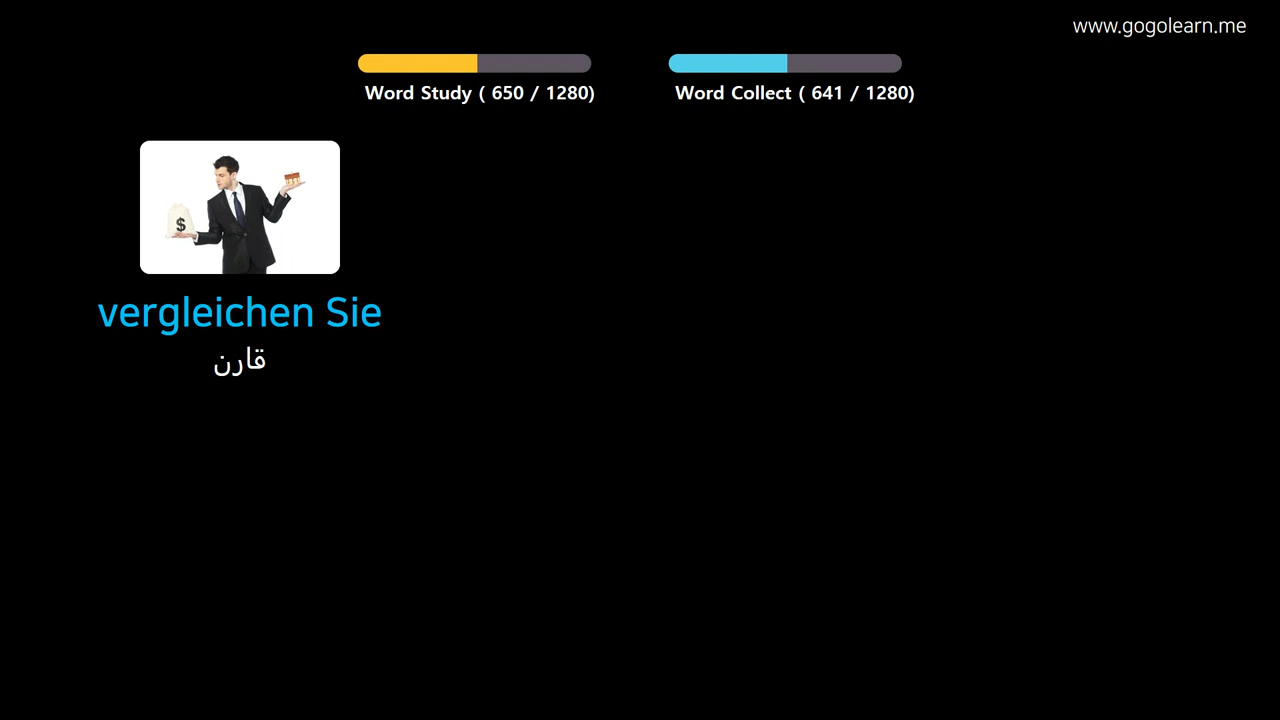 www.gogolearn.me
Word Study ( 650 / 1280)
Word Collect ( 641 / 1280)
$
vergleichen Sie
قارن